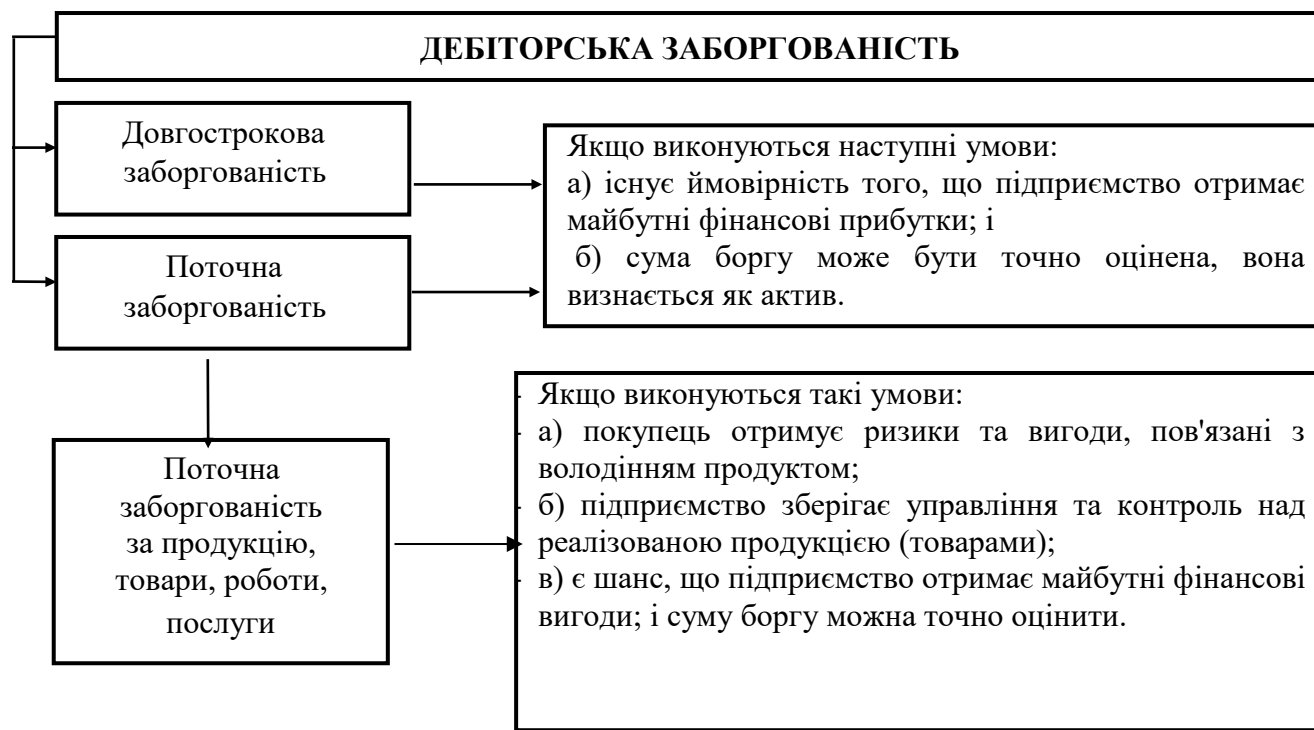 ДЕБІТОРСЬКА ЗАБОРГОВАНІСТЬ
Довгострокова
заборгованість
Якщо виконуються наступні умови:
а) існує ймовірність того, що підприємство отримає
майбутні фінансові прибутки; і
б) сума боргу може бути точно оцінена, вона
визнається як актив.
Поточна
заборгованість
Поточна
заборгованість
за продукцію,
товари, роботи,
послуги
Якщо виконуються такі умови:
- а) покупець отримує ризики та вигоди, пов'язані з
володінням продуктом;
- б) підприємство зберігає управління та контроль над
реалізованою продукцією (товарами);
- в) є шанс, що підприємство отримає майбутні фінансові
вигоди; і суму боргу можна точно оцінити.